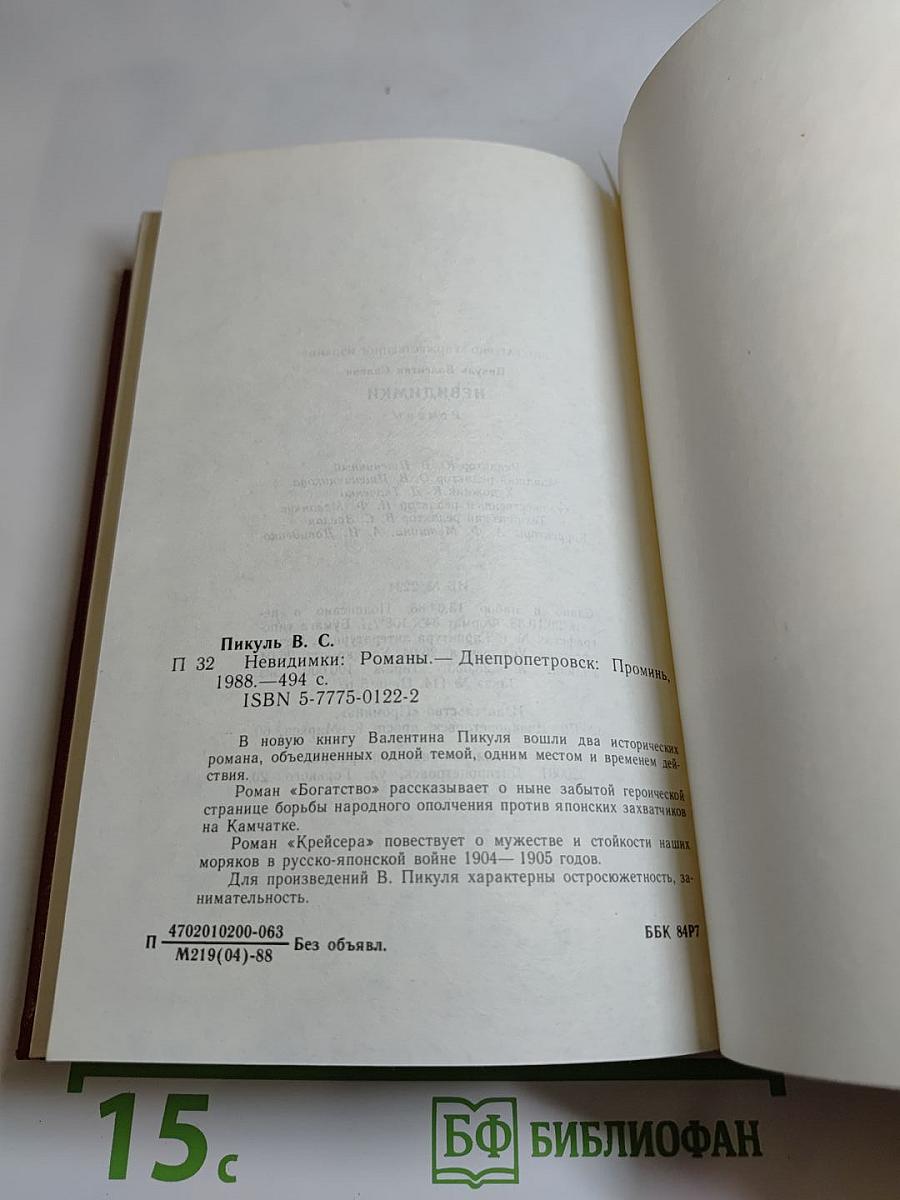 Пикуль В. С.
П 32 Невидимки: Романы.— Днепропетровск: Проминь,
1988.—494 с.
ISBN 5-7775-0122-2
В новую книгу Валентина Пикуля вошли два исторических
романа, объединенных одной темой, одним местом и временем дей-
ствия.
Роман «Богатство» рассказывает о ныне забытой героической
странице борьбы народного ополчения против японских захватчиков
на Камчатке.
Роман «Крейсера» повествует о мужестве и стойкости наших
моряков в русско-японской войне 1904— 1905 годов.
Для произведений В. Пикуля характерны остросюжетность, за-
нимательность.
П 4702010200-063
М219(04)-88
Без объявл.
ББК 84Р7
15 с
БФ БИБЛИОФАН